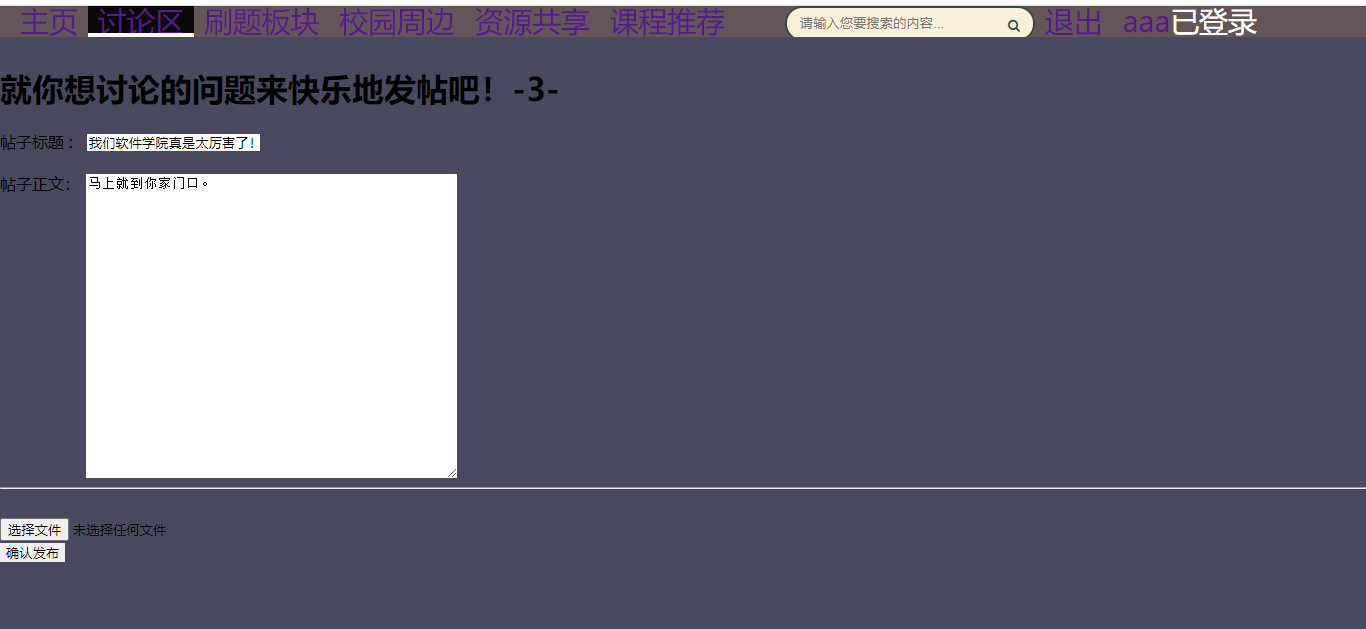 主页 讨论区 刷题板块 校园周边 资源共享 课程推荐 请输入您要搜索的内容... 退出 aaa已登录
就你想讨论的问题来快乐地发帖吧！-3-
帖子标题： 我们软件学院真是太厉害了!
帖子正文： 马上就到你家门口。
选择文件 未选择任何文件
确认发布